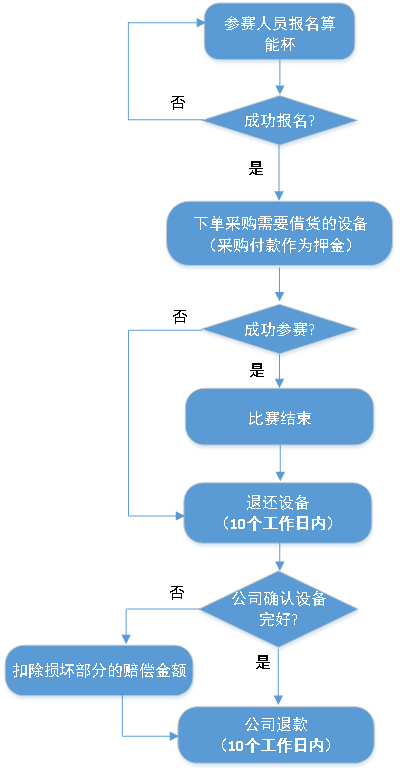 参赛人员报名算
能杯
否
成功报名?
是
下单采购需要借货的设备
（采购付款作为押金）
否
成功参赛?
是
比赛结束
退还设备
（10个工作日内）
否
公司确认设备
完好?
是
扣除损坏部分的赔偿金额
公司退款
（10个工作日内）